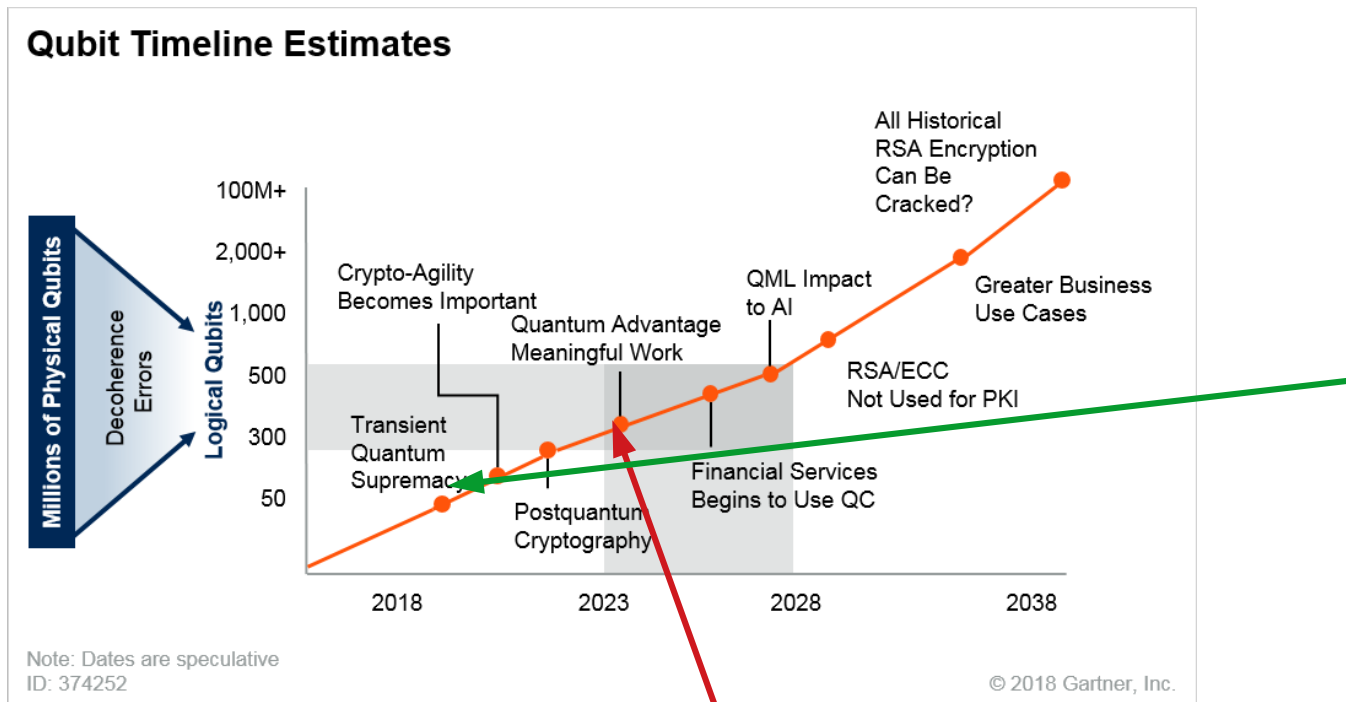 Qubit Timeline Estimates
Millions of Physical Qubits
Decoherence
Errors
Logical Qubits
100M+
2,000+
1,000
500
300
50
Transient
Quantum
Supremacy
Crypto-Agility
Becomes Important
Postquantum
Cryptography
Quantum Advantage
Meaningful Work
Financial Services
Begins to Use QC
QML Impact
to AI
RSA/ECC
Not Used for PKI
Greater Business
Use Cases
All Historical
RSA Encryption
Can Be
Cracked?
2018
2023
2028
2038
Note: Dates are speculative
ID: 374252
© 2018 Gartner, Inc.